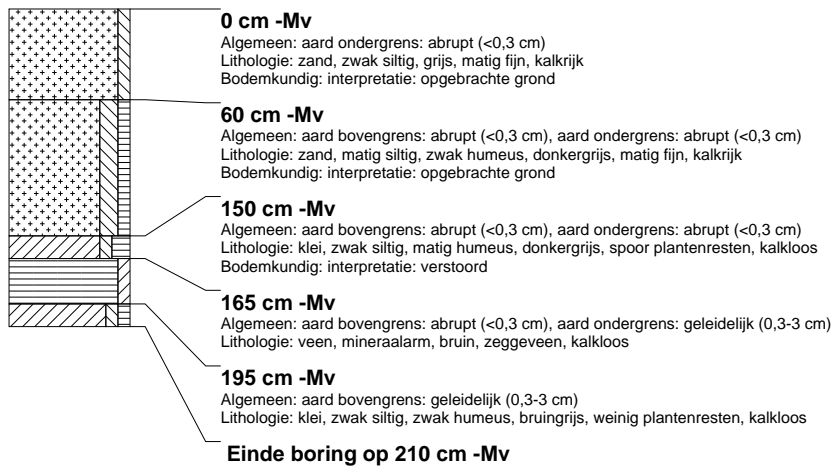 0 cm -Mv
Algemeen: aard ondergrens: abrupt (<0,3 cm)
Lithologie: zand, zwak siltig, grijs, matig fijn, kalkrijk
Bodemkundig: interpretatie: opgebrachte grond
60 cm -Mv
Algemeen: aard bovengrens: abrupt (<0,3 cm), aard ondergrens: abrupt (<0,3 cm)
Lithologie: zand, matig siltig, zwak humeus, donkergrijs, matig fijn, kalkrijk
Bodemkundig: interpretatie: opgebrachte grond
150 cm -Mv
Algemeen: aard bovengrens: abrupt (<0,3 cm), aard ondergrens: abrupt (<0,3 cm)
Lithologie: klei, zwak siltig, matig humeus, donkergrijs, spoor plantenresten, kalkloos
Bodemkundig: interpretatie: verstoord
165 cm -Mv
Algemeen: aard bovengrens: abrupt (<0,3 cm), aard ondergrens: geleidelijk (0,3-3 cm)
Lithologie: veen, mineraalarm, bruin, zeggeveen, kalkloos
195 cm -Mv
Algemeen: aard bovengrens: geleidelijk (0,3-3 cm)
Lithologie: klei, zwak siltig, zwak humeus, bruingrijs, weinig plantenresten, kalkloos
Einde boring op 210 cm -Mv